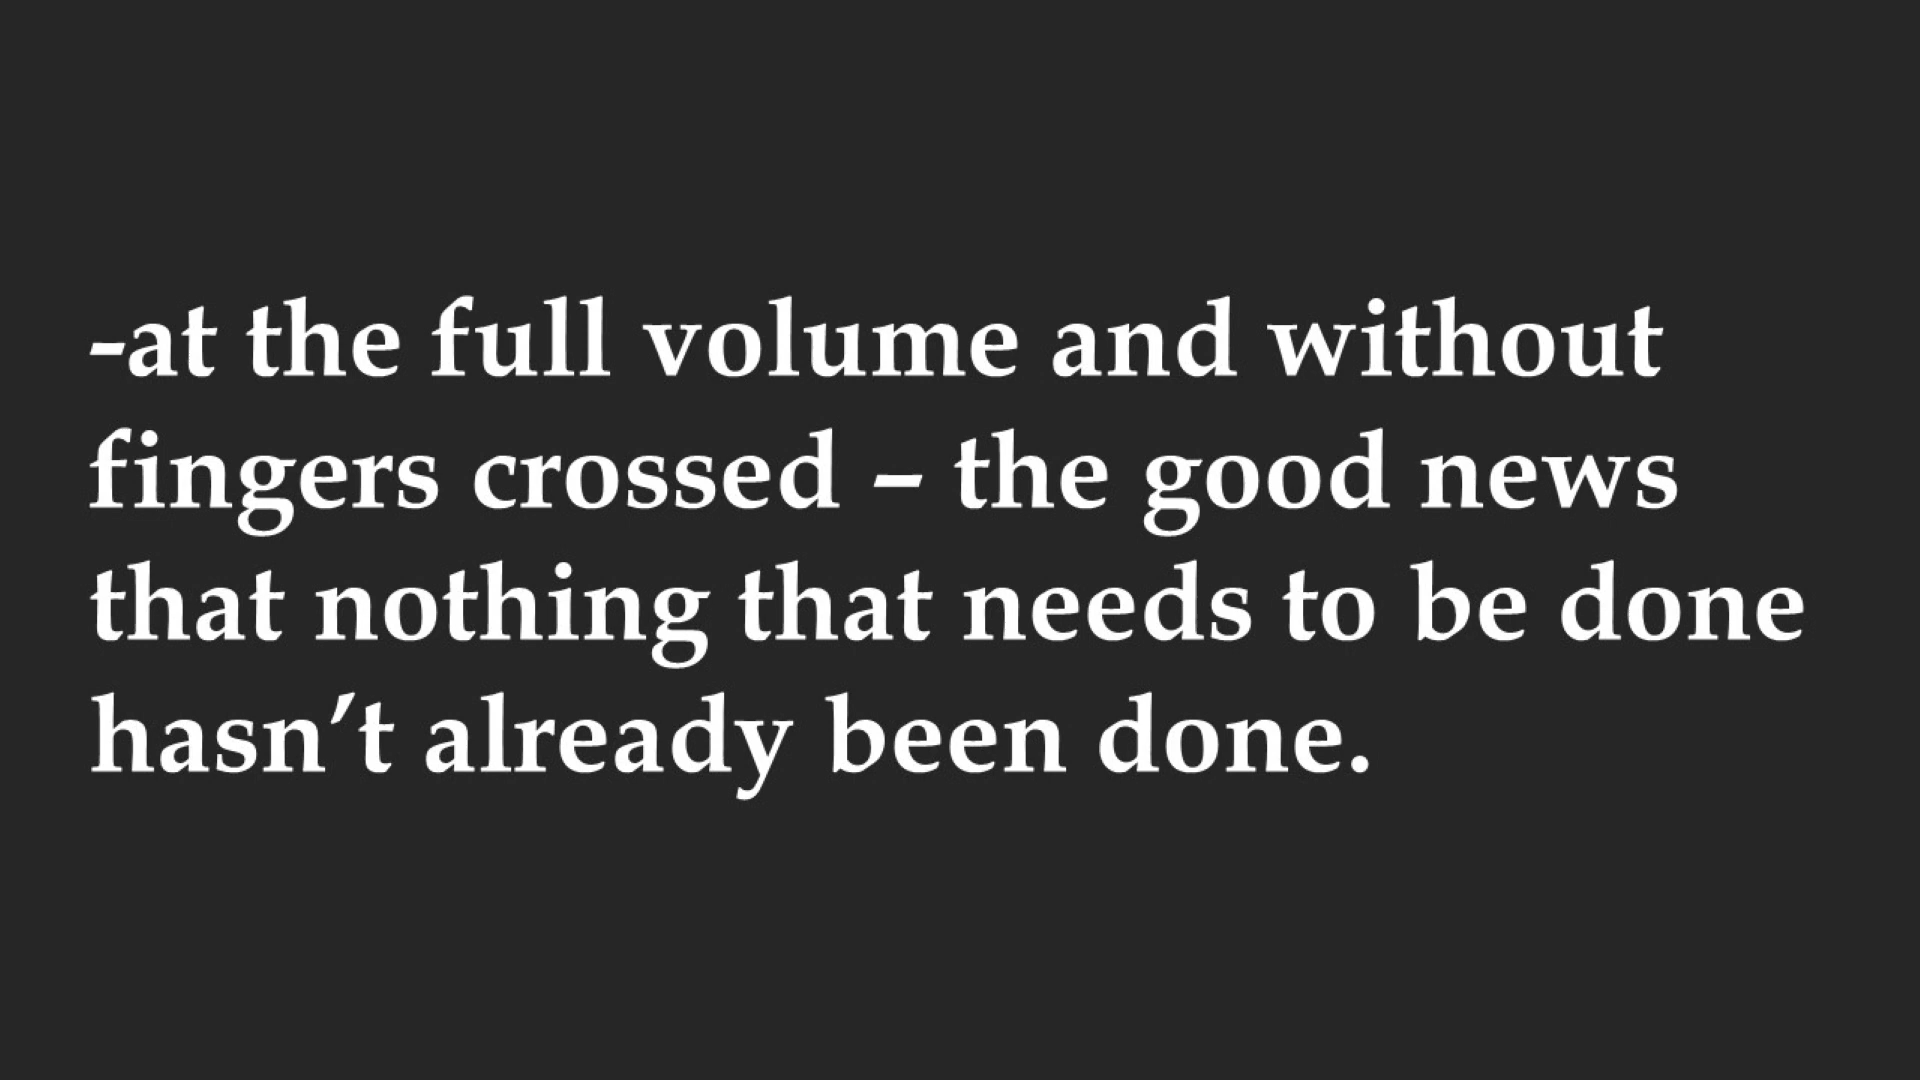 -at the full volume and without
fingers crossed – the good news
that nothing that needs to be done
hasn’t already been done.